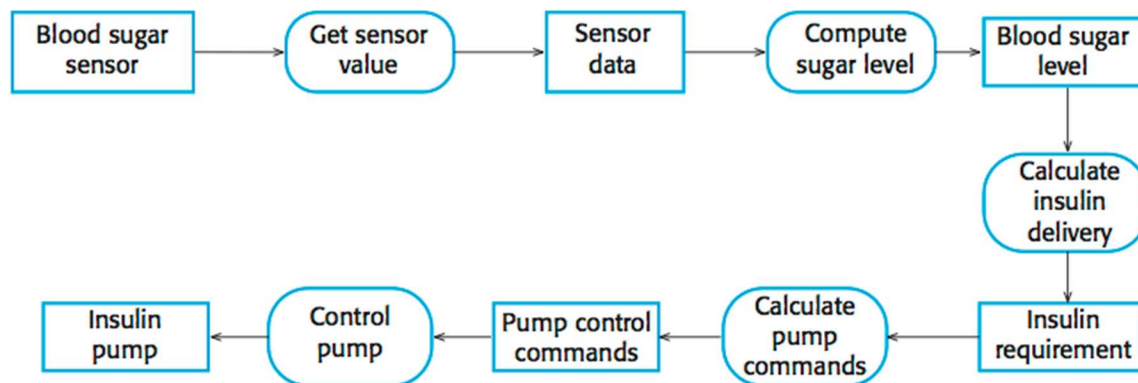 Blood sugar
sensor
Get sensor
value
Sensor
data
Compute
sugar level
Blood sugar
level
Calculate
insulin
delivery
Insulin
requirement
Calculate
pump
commands
Pump control
commands
Control
pump
Insulin
pump